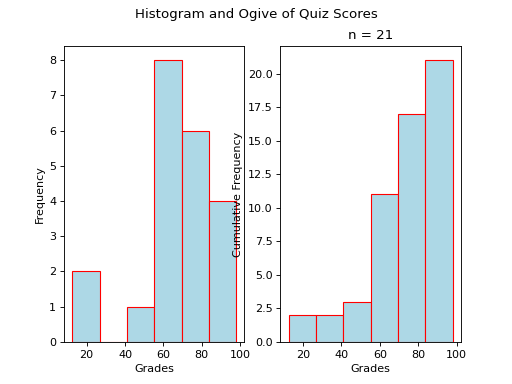 Histogram and Ogive of Quiz Scores
n = 21
8
7
6
5
4
3
2
1
0
Frequency
20 40 60 80 100
Grades
20.0
17.5
15.0
12.5
10.0
7.5
5.0
2.5
0.0
Cumulative Frequency
20 40 60 80 100
Grades